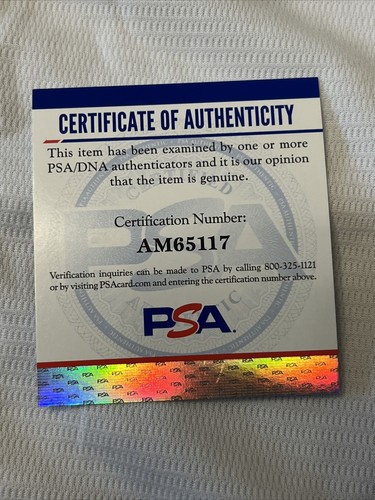 CERTIFICATE OF AUTHENTICITY
This item has been examined by one or more
PSA/DNA authenticators and it is our opinion
that the item is genuine.
Certification Number:
AM65117
Verification inquiries can be made to PSA by calling 800-325-1121
or by visiting PSAcard.com and entering the certification number above.
PSA